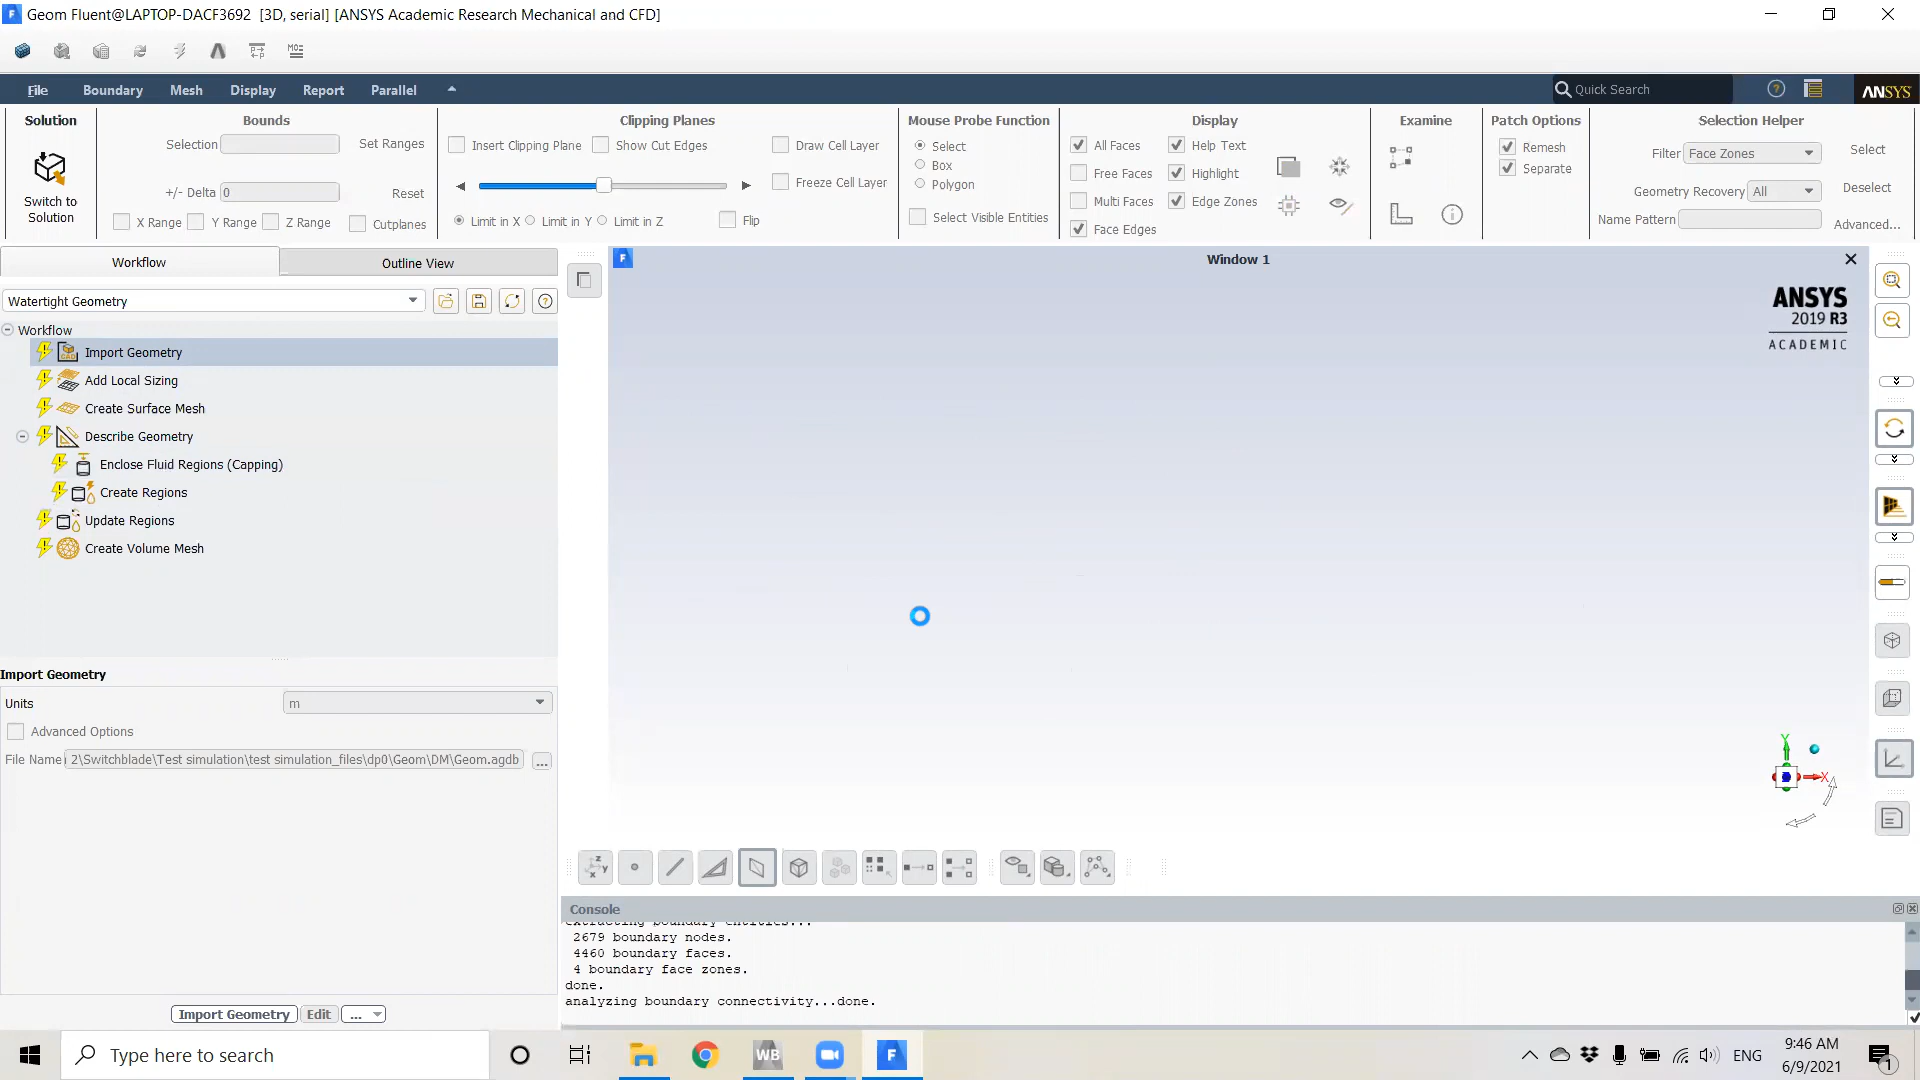 Geom Fluent@LAPTOP-DACF3692 [3D, serial] [ANSYS Academic Research Mechanical and CFD]
File Boundary Mesh Display Report Parallel
Quick Search
ANSYS
Solution
Switch to
Solution
Bounds
Selection
Set Ranges
+/- Delta 0
Reset
X Range Y Range Z Range Cutplanes
Clipping Planes
Insert Clipping Plane Show Cut Edges Draw Cell Layer
Freeze Cell Layer
Limit in X Limit in Y Limit in Z Flip
Mouse Probe Function
Select
Box
Polygon
Select Visible Entities
Display
All Faces Help Text
Free Faces Highlight
Multi Faces Edge Zones
Face Edges
Examine
Patch Options
Remesh
Separate
Selection Helper
Filter Face Zones Select
Geometry Recovery All Deselect
Name Pattern Advanced...
Workflow Outline View
Watertight Geometry
Workflow
Import Geometry
Add Local Sizing
Create Surface Mesh
Describe Geometry
Enclose Fluid Regions (Capping)
Create Regions
Update Regions
Create Volume Mesh
Import Geometry
Units m
Advanced Options
File Name 2\Switchblade\Test simulation\test simulation_files\dp0\Geom\DM\Geom.agdb ...
Import Geometry Edit ...
Window 1
ANSYS
2019 R3
ACADEMIC
Y
X
Console
extracting boundary entities...
2679 boundary nodes.
4460 boundary faces.
4 boundary face zones.
done.
analyzing boundary connectivity...done.
Type here to search
WB
ENG
9:46 AM
6/9/2021
1